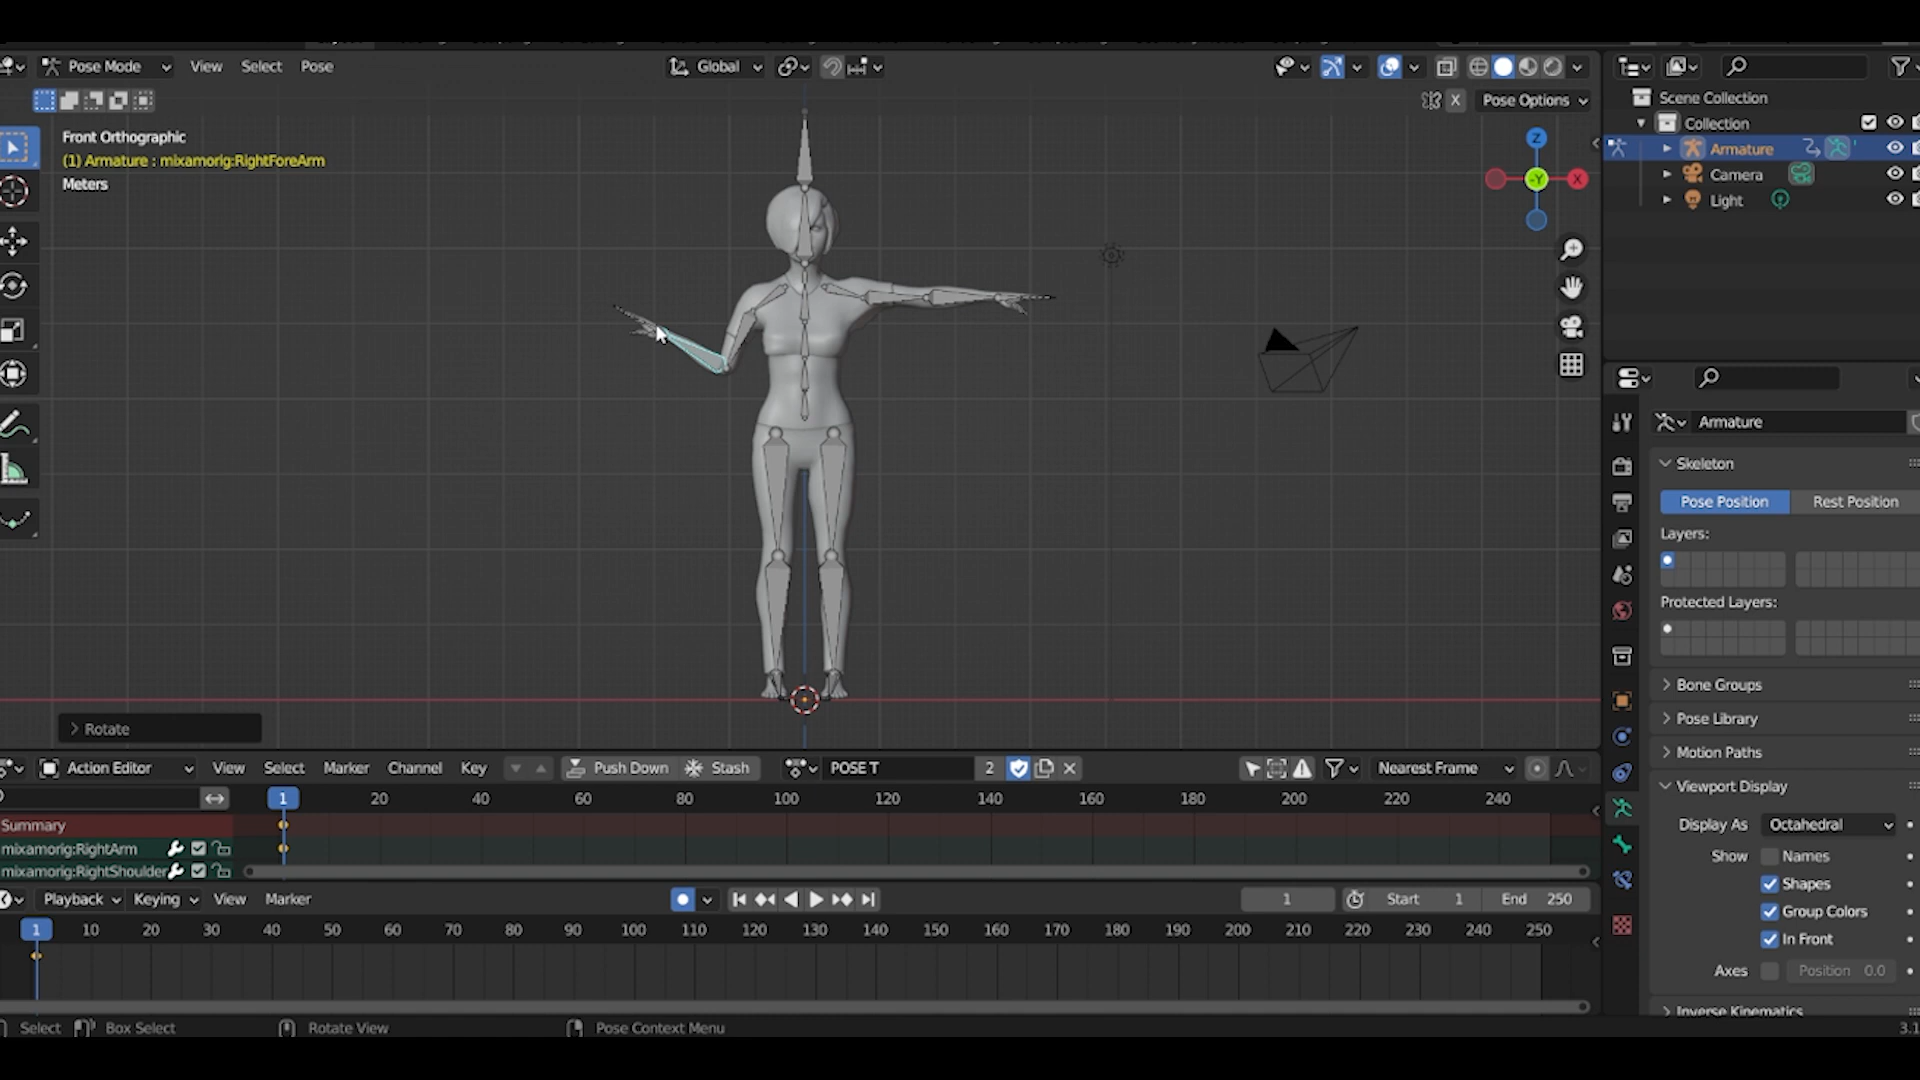 Pose Mode View Select Pose Global
Pose Options
Front Orthographic
(1) Armature : mixamorig:RightForeArm
Meters
Z
-Y
X
Rotate
Scene Collection
Collection
Armature
Camera
Light
Armature
Skeleton
Pose Position Rest Position
Layers:
Protected Layers:
Bone Groups
Pose Library
Motion Paths
Viewport Display
Display As Octahedral
Show Names
Shapes
Group Colors
In Front
Axes Position 0.0
Inverse Kinematics
Action Editor View Select Marker Channel Key Push Down Stash POSE T 2 Nearest Frame
1 20 40 60 80 100 120 140 160 180 200 220 240
Summary
mixamorig:RightArm
mixamorig:RightShoulder
Playback Keying View Marker 1 Start 1 End 250
1 10 20 30 40 50 60 70 80 90 100 110 120 130 140 150 160 170 180 190 200 210 220 230 240 250
Select Box Select Rotate View Pose Context Menu 3.1